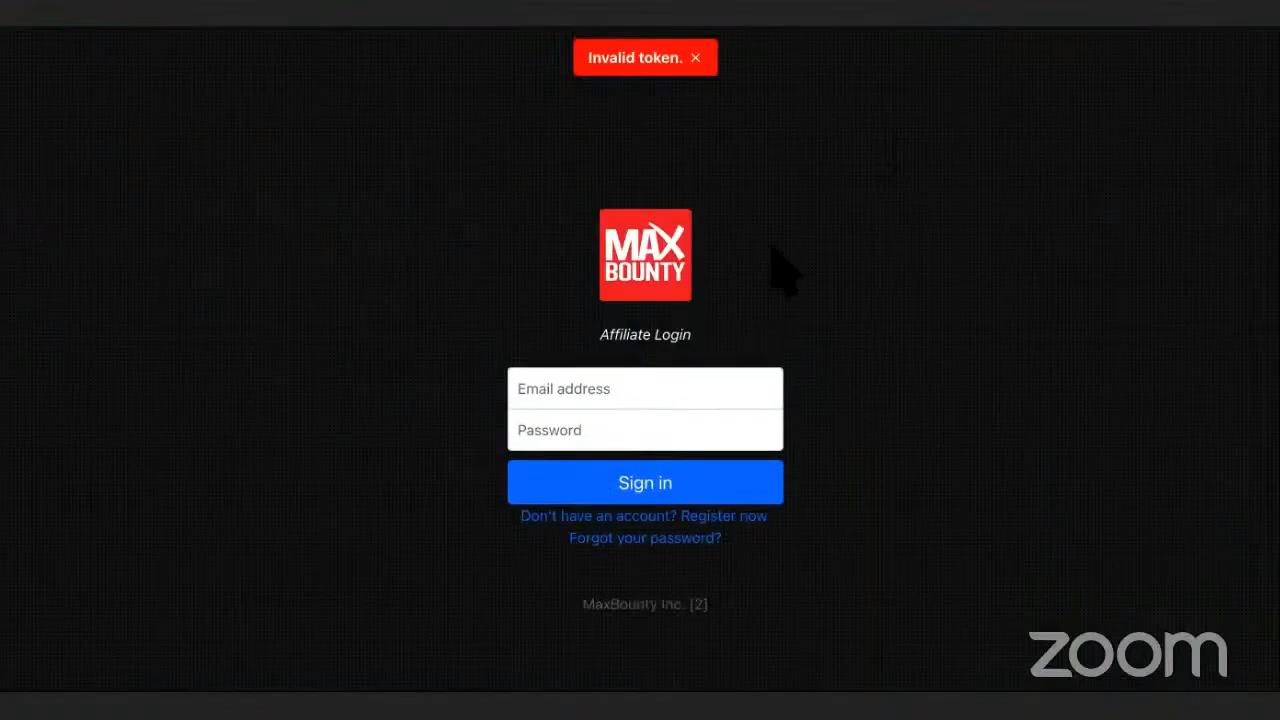 Invalid token. ×
MAX
BOUNTY
Affiliate Login
Email address
Password
Sign in
Don't have an account? Register now
Forgot your password?
MaxBounty Inc. [2]
zoom